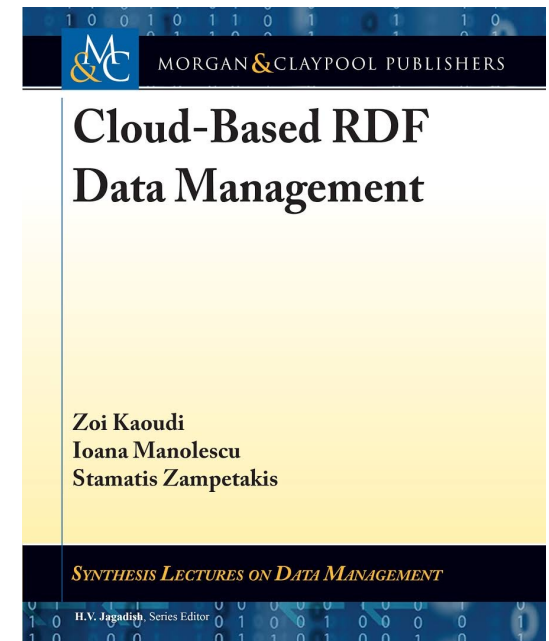 M
&C
MORGAN&CLAYPOOL PUBLISHERS
Cloud-Based RDF
Data Management
Zoi Kaoudi
Ioana Manolescu
Stamatis Zampetakis
SYNTHESIS LECTURES ON DATA MANAGEMENT
H.V. Jagadish, Series Editor